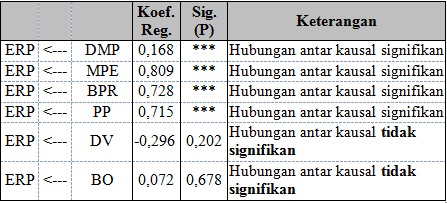 Koef. Reg. Sig. (P) Keterangan
ERP <--- DMP 0,168 *** Hubungan antar kausal signifikan
ERP <--- MPE 0,809 *** Hubungan antar kausal signifikan
ERP <--- BPR 0,728 *** Hubungan antar kausal signifikan
ERP <--- PP 0,715 *** Hubungan antar kausal signifikan
ERP <--- DV -0,296 0,202 Hubungan antar kausal tidak
signifikan
ERP <--- BO 0,072 0,678 Hubungan antar kausal tidak
signifikan